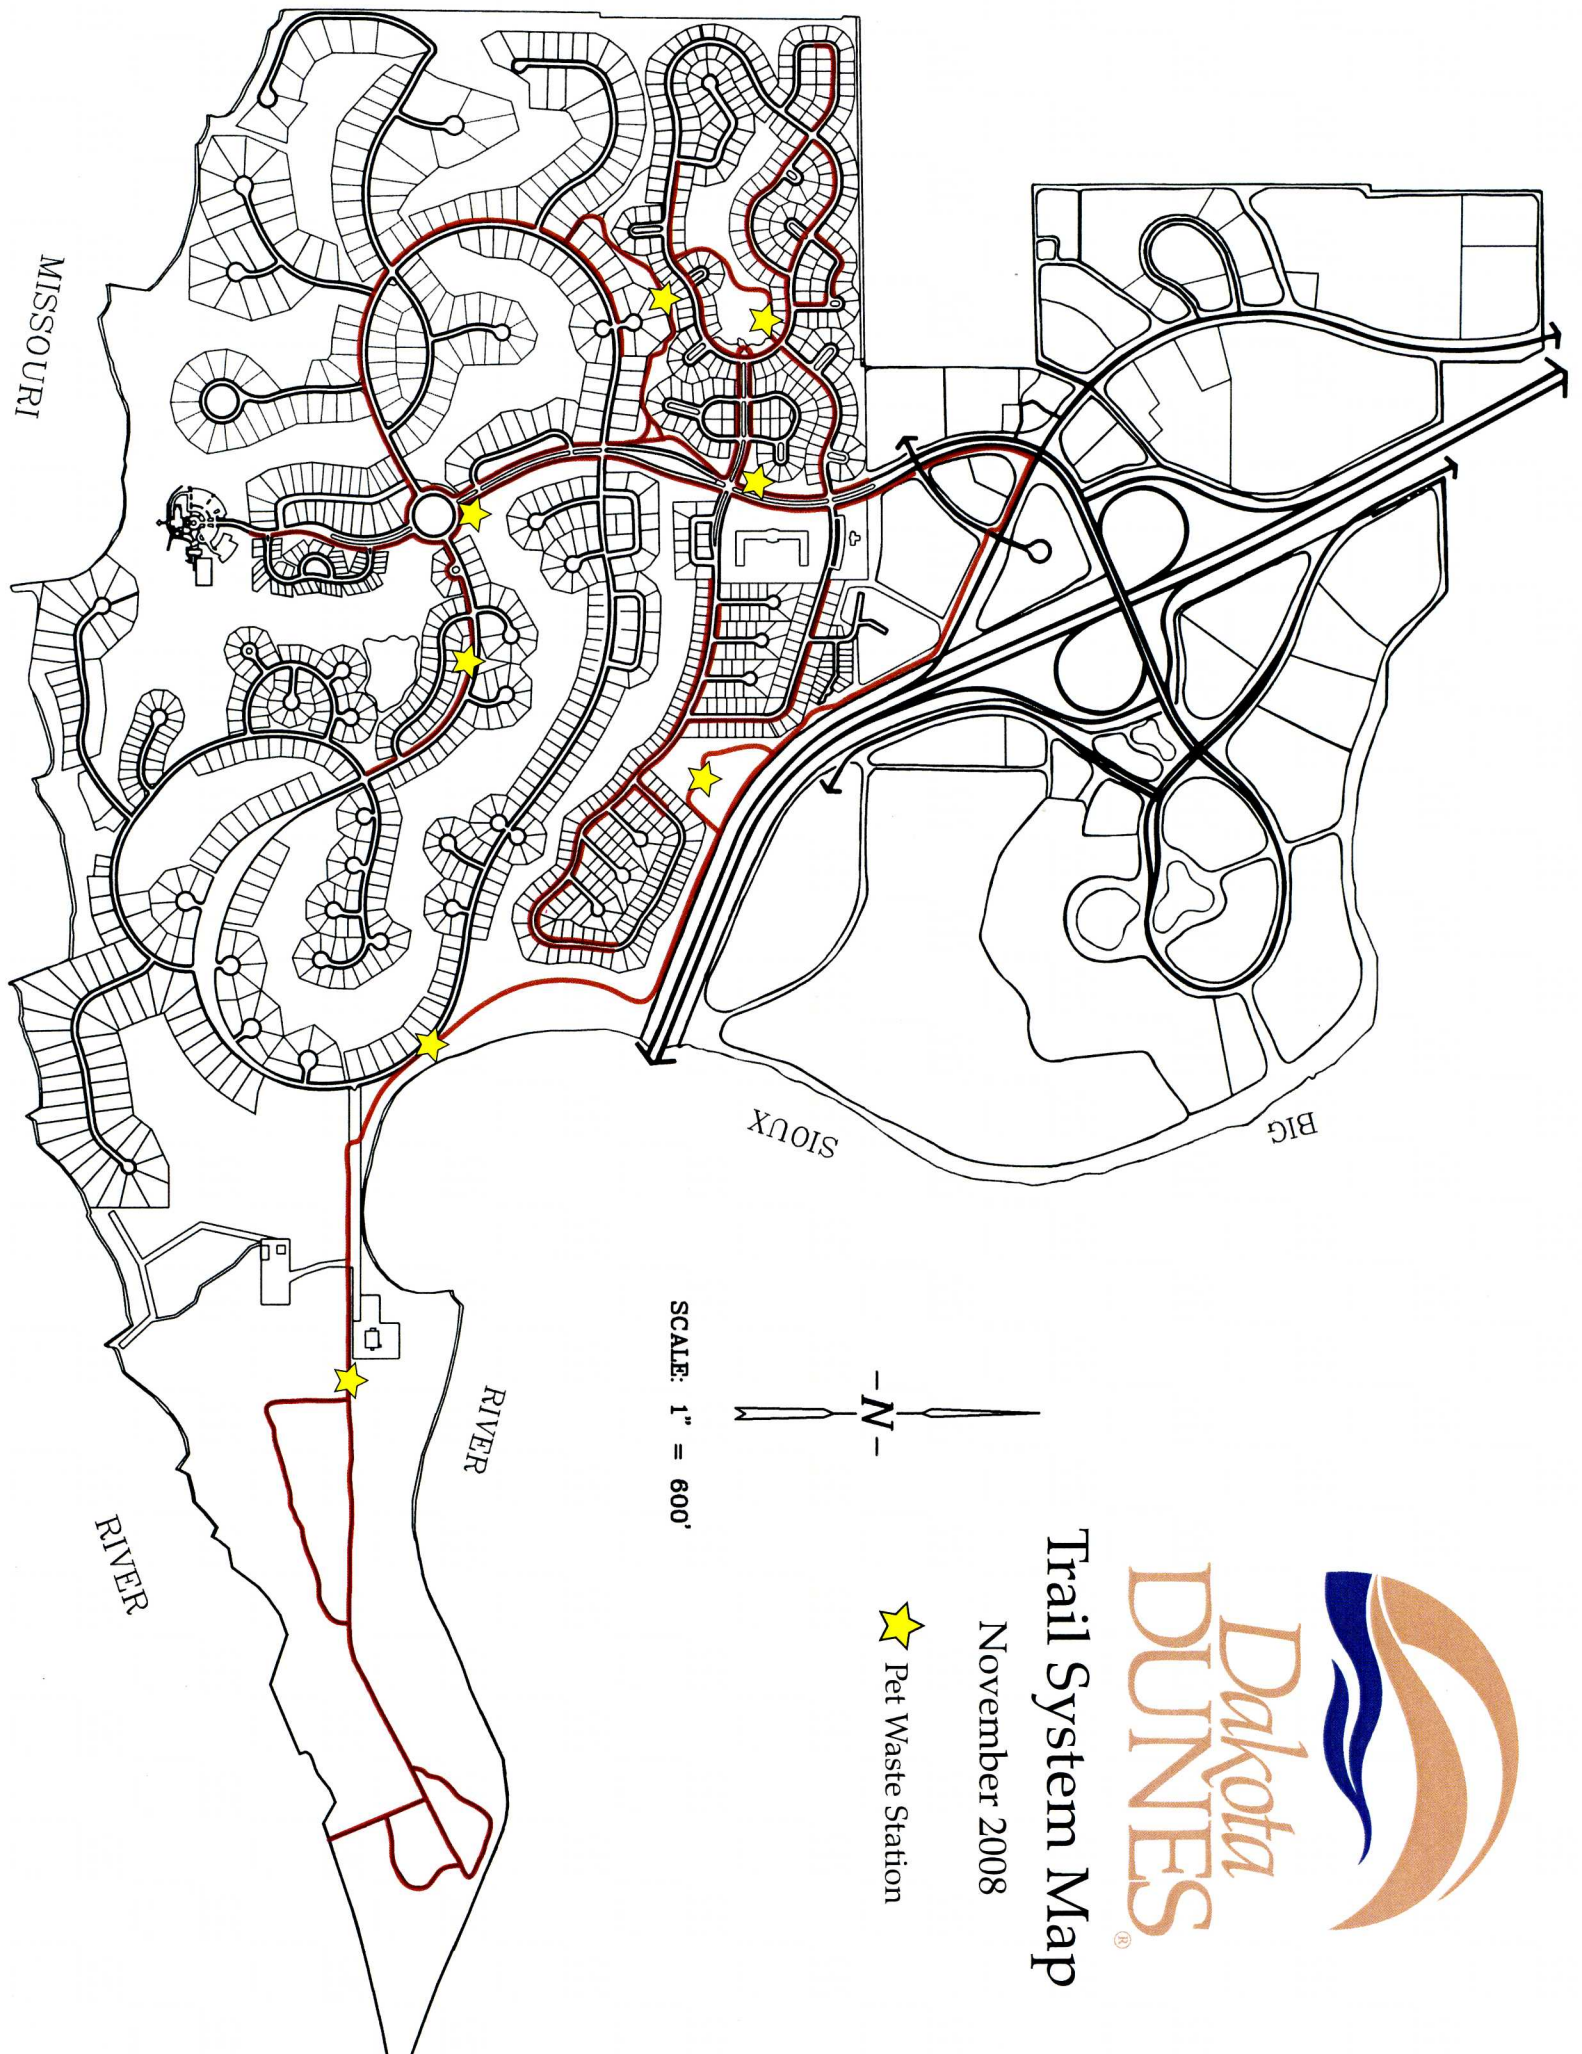 Dakota
DUNES®
Trail System Map
November 2008
Pet Waste Station
-N-
SCALE: 1" = 600'
BIG
SIOUX
RIVER
MISSOURI
RIVER